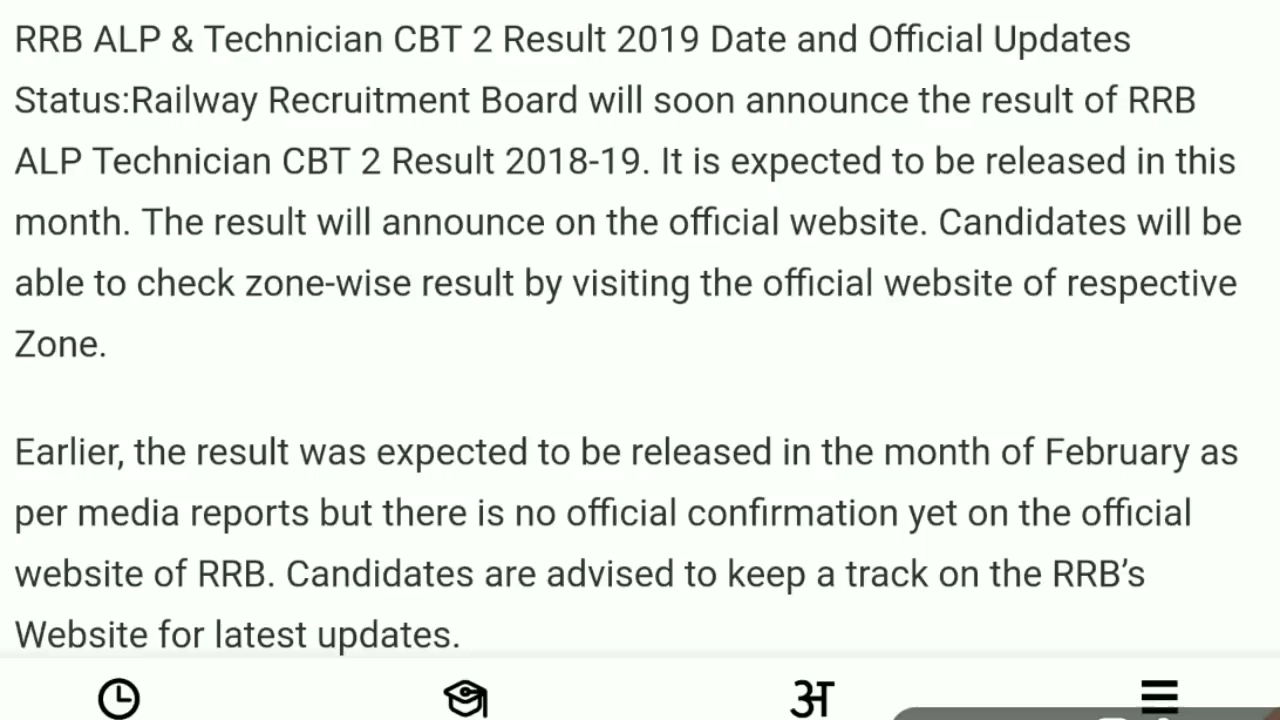 RRB ALP & Technician CBT 2 Result 2019 Date and Official Updates
Status:Railway Recruitment Board will soon announce the result of RRB
ALP Technician CBT 2 Result 2018-19. It is expected to be released in this
month. The result will announce on the official website. Candidates will be
able to check zone-wise result by visiting the official website of respective
Zone.
Earlier, the result was expected to be released in the month of February as
per media reports but there is no official confirmation yet on the official
website of RRB. Candidates are advised to keep a track on the RRB’s
Website for latest updates.
अ